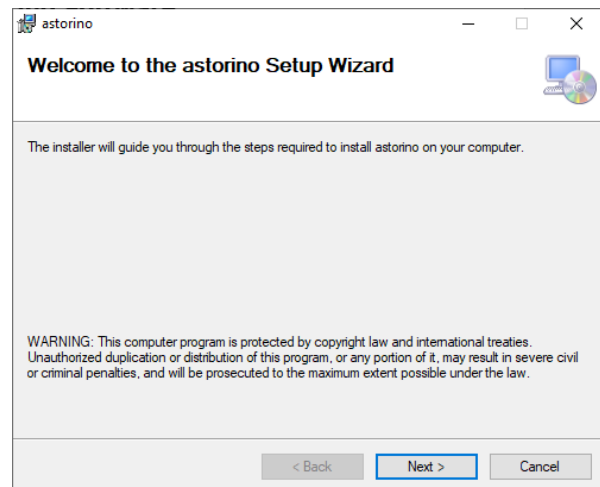 astorino
Welcome to the astorino Setup Wizard
The installer will guide you through the steps required to install astorino on your computer.
WARNING: This computer program is protected by copyright law and international treaties.
Unauthorized duplication or distribution of this program, or any portion of it, may result in severe civil
or criminal penalties, and will be prosecuted to the maximum extent possible under the law.
< Back
Next >
Cancel